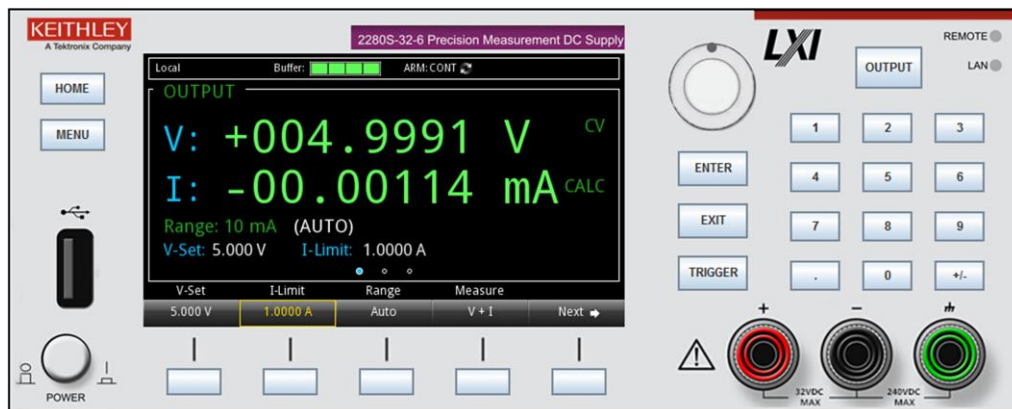 KEITHLEY
A Tektronix Company
2280S-32-6 Precision Measurement DC Supply
LXI
REMOTE
LAN
HOME
MENU
Local Buffer: ARM:CONT
OUTPUT
V: +004.9991 V CV
I: -00.00114 mA CALC
Range: 10 mA (AUTO)
V-Set: 5.000 V I-Limit: 1.0000 A
V-Set I-Limit Range Measure
5.000 V 1.0000 A Auto V + I Next
POWER
OUTPUT
1 2 3
ENTER
4 5 6
EXIT
7 8 9
TRIGGER
. 0 +/-
+ −
32VDC MAX
240VDC MAX